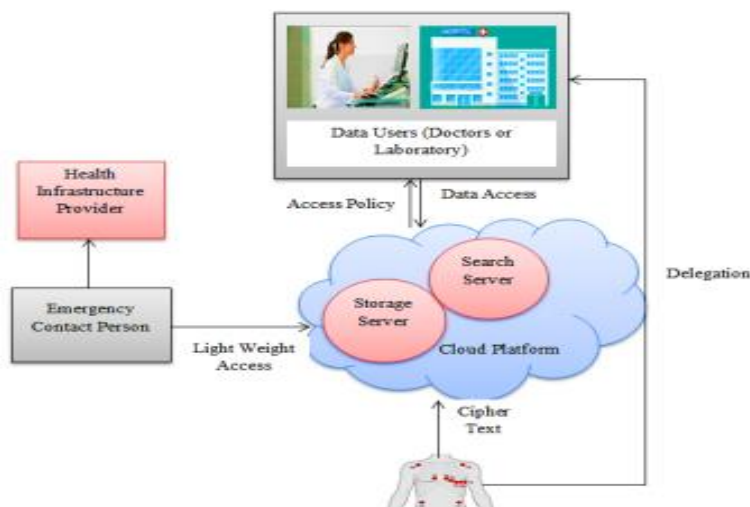 Data Users (Doctors or
Laboratory)
Health
Infrastructure
Provider
Access Policy
Data Access
Search
Server
Delegation
Emergency
Contact Person
Storage
Server
Light Weight
Access
Cloud Platform
Cipher
Text